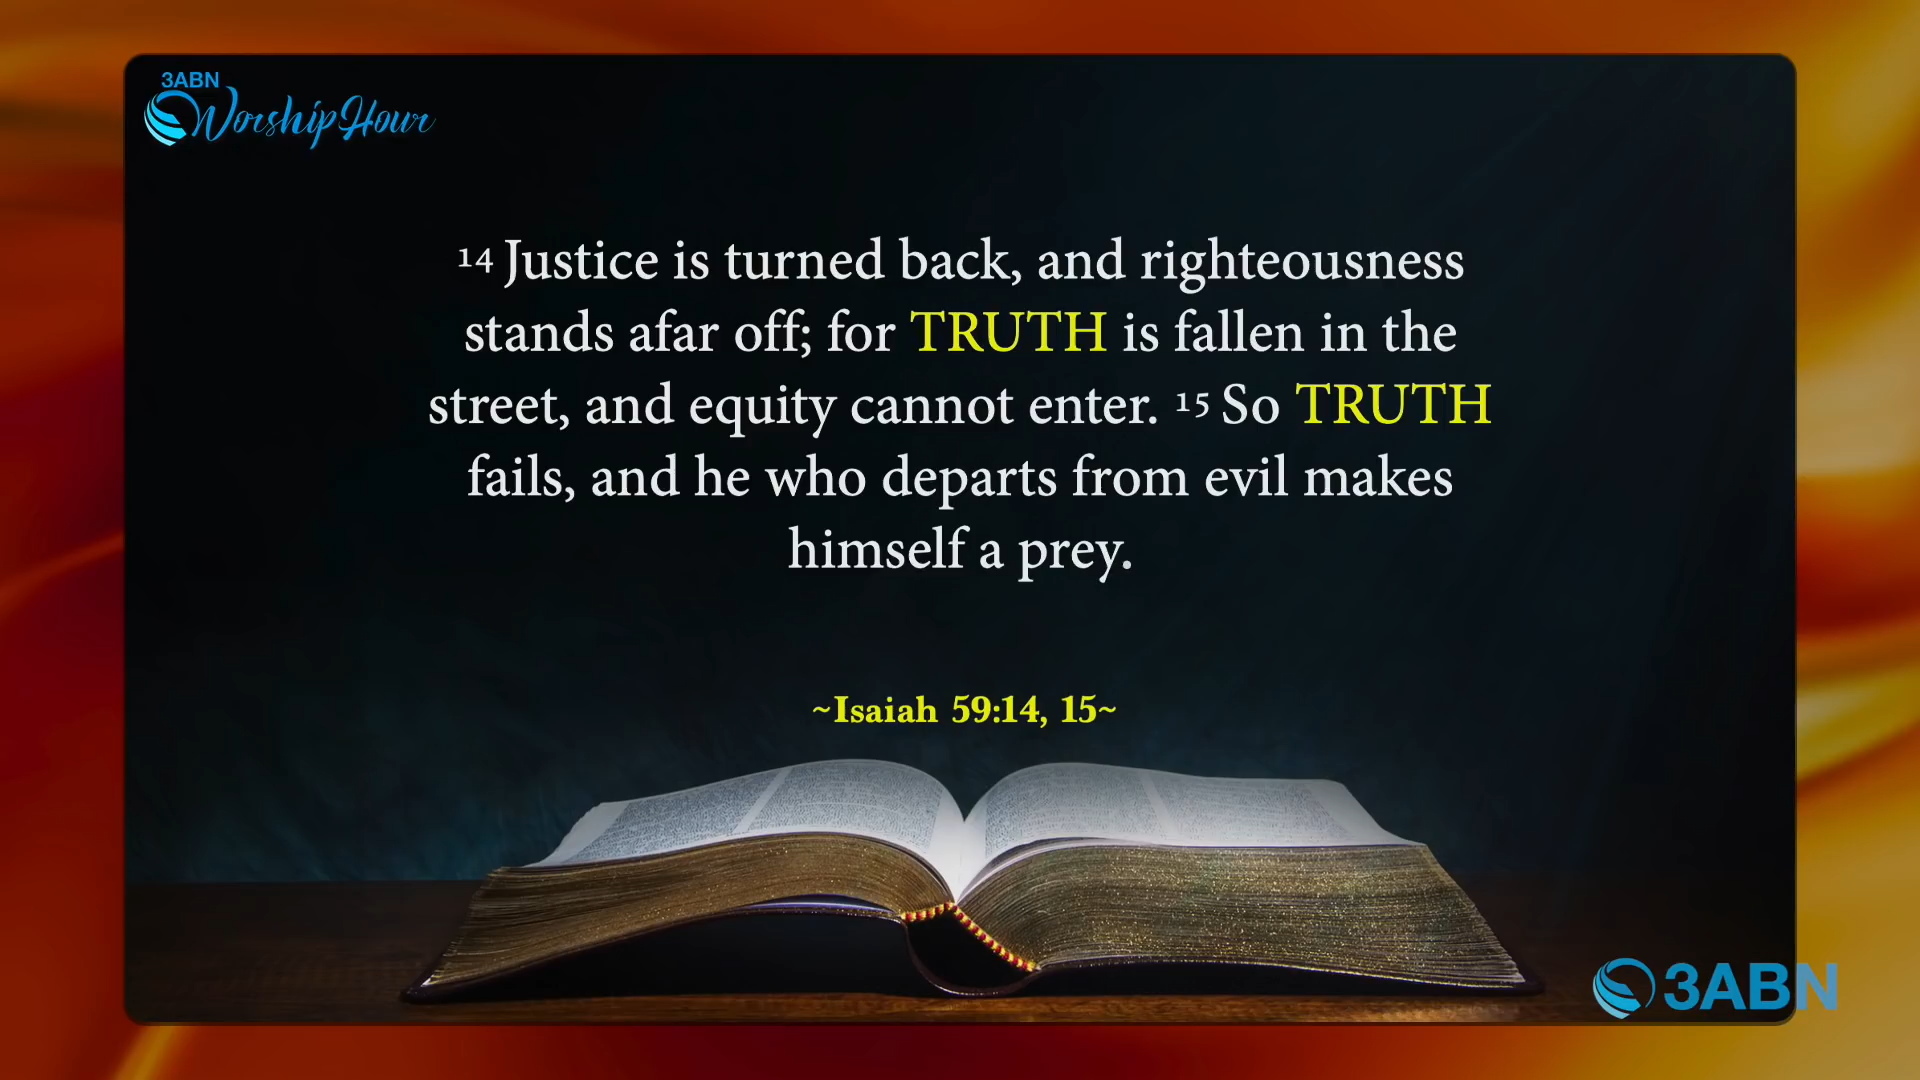 3ABN
Worship Hour
14 Justice is turned back, and righteousness
stands afar off; for TRUTH is fallen in the
street, and equity cannot enter. 15 So TRUTH
fails, and he who departs from evil makes
himself a prey.
~Isaiah 59:14, 15~
3ABN